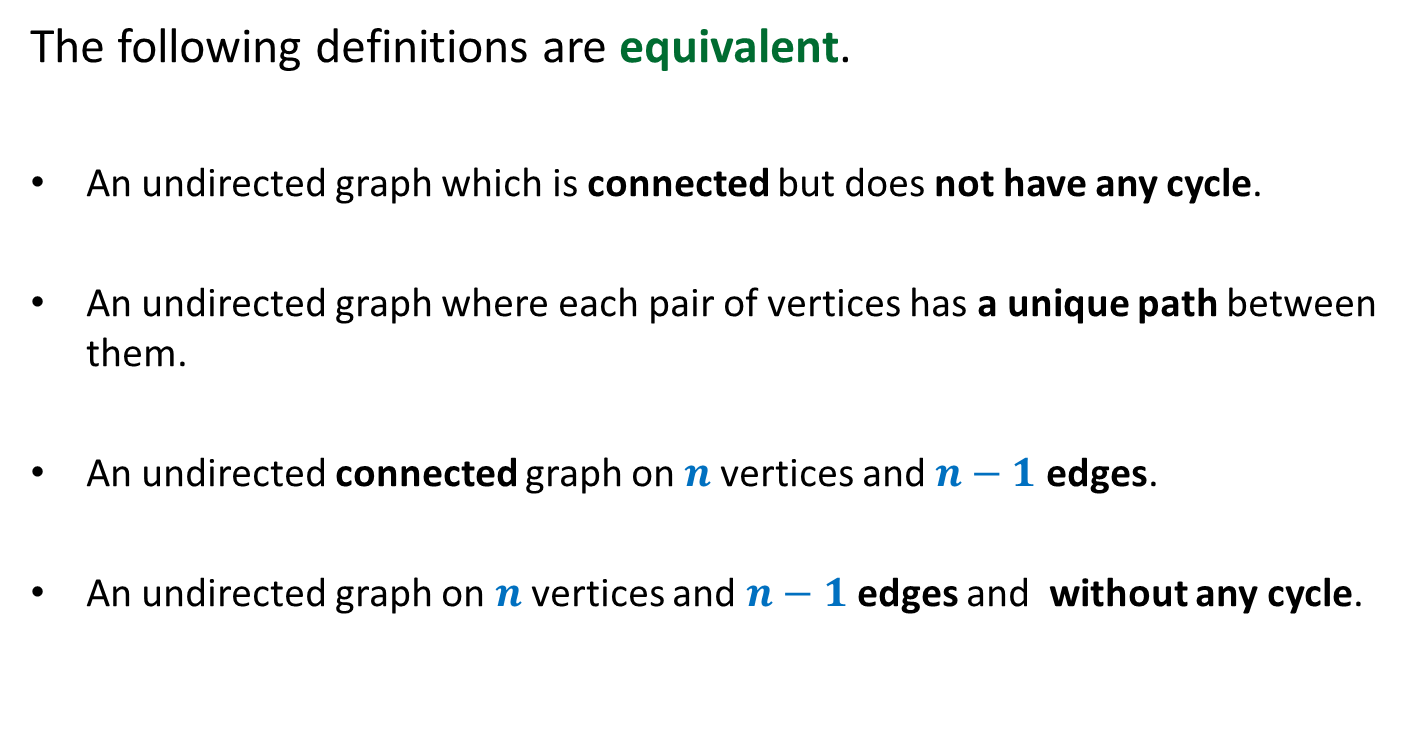 The following definitions are equivalent.
• An undirected graph which is connected but does not have any cycle.
• An undirected graph where each pair of vertices has a unique path between
them.
• An undirected connected graph on n vertices and n − 1 edges.
• An undirected graph on n vertices and n − 1 edges and without any cycle.